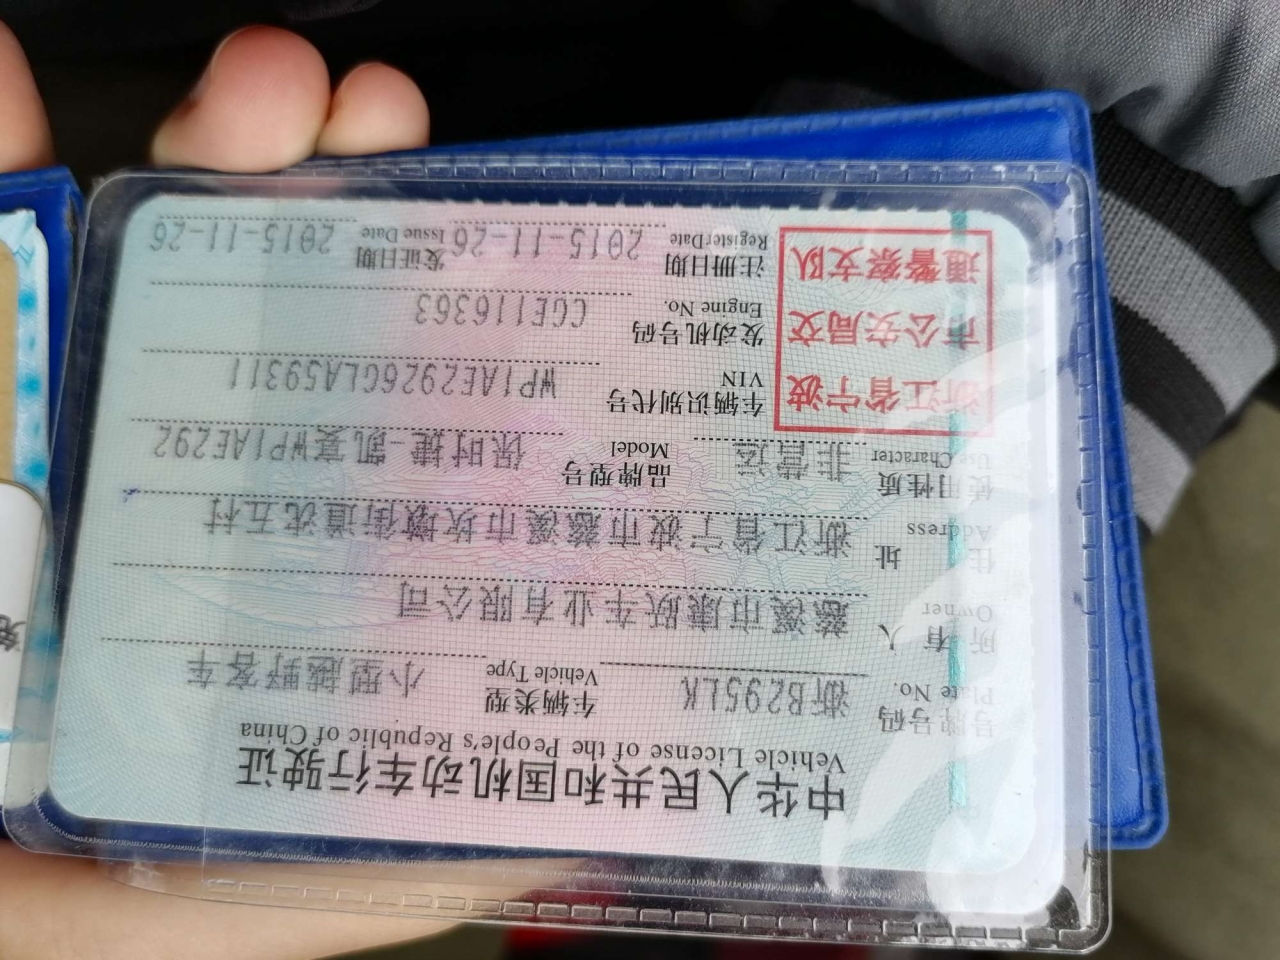 中华人民共和国机动车行驶证
Vehicle License of the People's Republic of China
号牌号码 浙B295LK 车辆类型 小型越野客车
Plate No. Vehicle Type
所有人 慈溪市康跃车业有限公司
Owner
住址 浙江省宁波市慈溪市坎墩街道沈五村
Address
使用性质 非营运 品牌型号 保时捷-凯宴WP1AE292
Use Character Model
浙江省宁波
市公安局交
通警察支队
车辆识别代号 WP1AE2926GLA59311
VIN
发动机号码 CGE116363
Engine No.
注册日期 2015-11-26 发证日期 2015-11-26
Register Date Issue Date